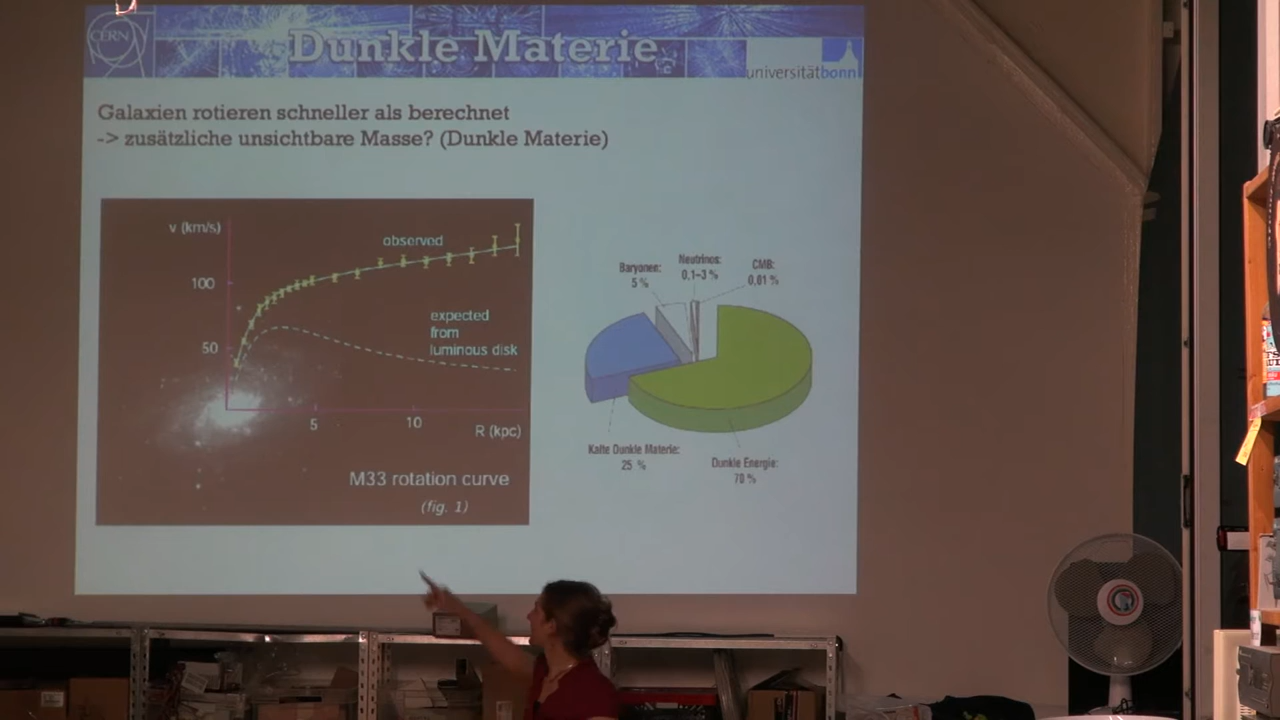 CERN
Dunkle Materie
universitätbonn
Galaxien rotieren schneller als berechnet
-> zusätzliche unsichtbare Masse? (Dunkle Materie)
v (km/s)
observed
100
expected
from
luminous disk
50
5
10
R (kpc)
M33 rotation curve
(fig. 1)
Baryonen:
5 %
Neutrinos:
0,1–3 %
CMB:
0,01 %
Kalte Dunkle Materie:
25 %
Dunkle Energie:
70 %